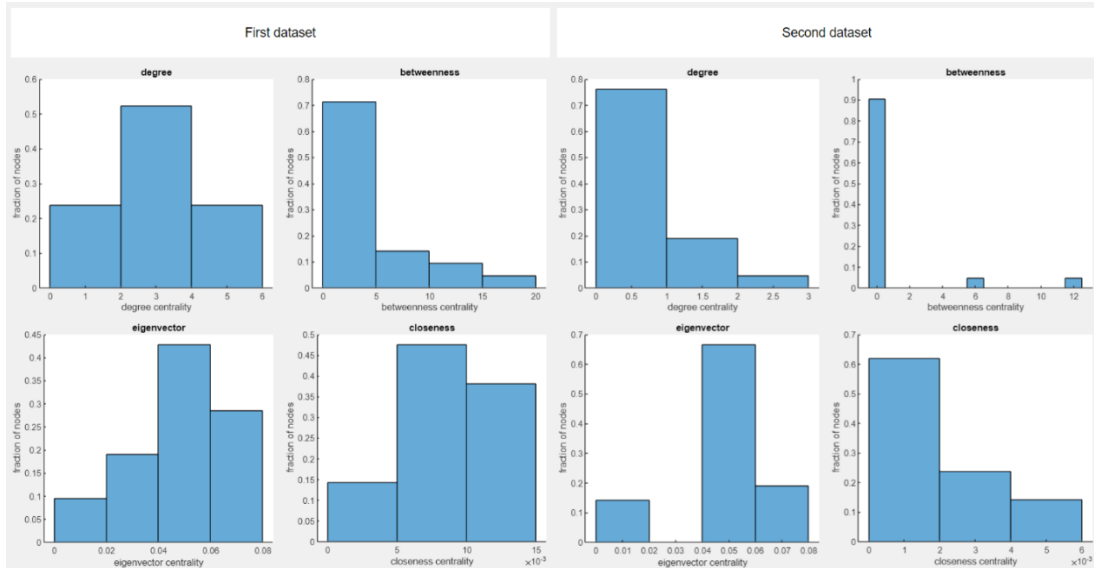 First dataset
Second dataset
degree
fraction of nodes
0.6
0.5
0.4
0.3
0.2
0.1
0
0 1 2 3 4 5 6
degree centrality
betweenness
fraction of nodes
0.8
0.7
0.6
0.5
0.4
0.3
0.2
0.1
0
0 5 10 15 20
betweenness centrality
degree
fraction of nodes
0.8
0.7
0.6
0.5
0.4
0.3
0.2
0.1
0
0 0.5 1 1.5 2 2.5 3
degree centrality
betweenness
fraction of nodes
1
0.9
0.8
0.7
0.6
0.5
0.4
0.3
0.2
0.1
0
0 2 4 6 8 10 12
betweenness centrality
eigenvector
fraction of nodes
0.45
0.4
0.35
0.3
0.25
0.2
0.15
0.1
0.05
0
0 0.02 0.04 0.06 0.08
eigenvector centrality
closeness
fraction of nodes
0.5
0.45
0.4
0.35
0.3
0.25
0.2
0.15
0.1
0.05
0
0 5 10 15
closeness centrality ×10⁻³
eigenvector
fraction of nodes
0.7
0.6
0.5
0.4
0.3
0.2
0.1
0
0 0.01 0.02 0.03 0.04 0.05 0.06 0.07 0.08
eigenvector centrality
closeness
fraction of nodes
0.7
0.6
0.5
0.4
0.3
0.2
0.1
0
0 1 2 3 4 5 6
closeness centrality ×10⁻³